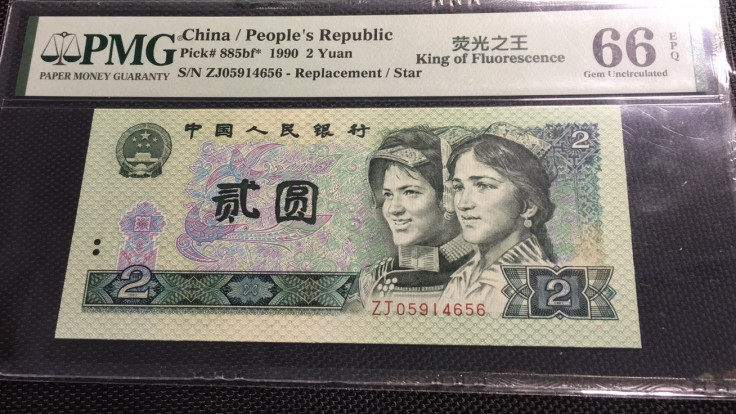 PMG
PAPER MONEY GUARANTY
China / People's Republic
Pick# 885bf* 1990 2 Yuan
S/N ZJ05914656 - Replacement / Star
荧光之王
King of Fluorescence
66 EPQ
Gem Uncirculated
中国人民银行
2
贰圆
2
ZJ05914656
2